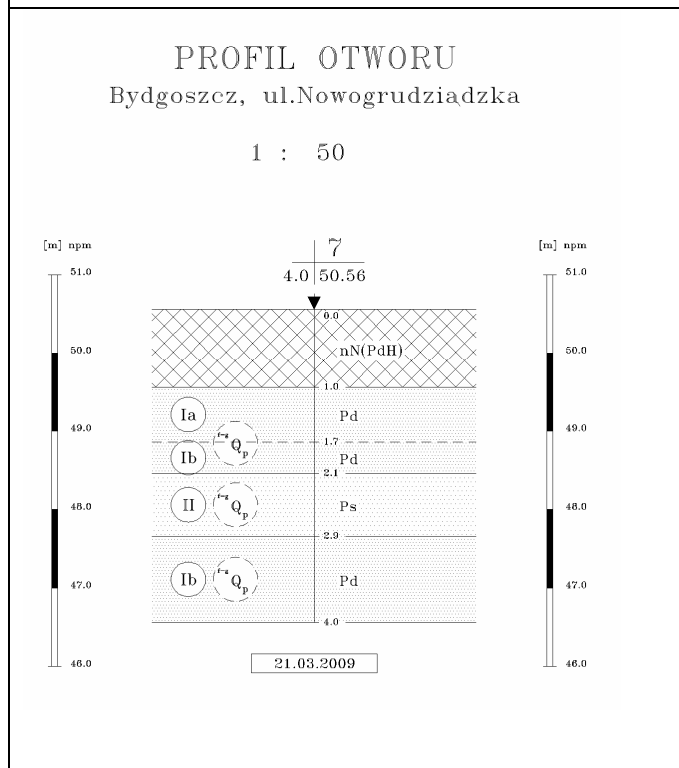 PROFIL OTWORU
Bydgoszcz, ul.Nowogrudziądzka
1 : 50
[m] npm
[m] npm
7
51.0
4.0 50.56
51.0
0.0
50.0
nN(PdH)
50.0
1.0
Ia
Pd
49.0
49.0
f-g Qp
1.7
Ib
Pd
2.1
48.0
II
f-g Qp
Ps
48.0
2.9
47.0
Ib
f-g Qp
Pd
47.0
4.0
46.0
21.03.2009
46.0